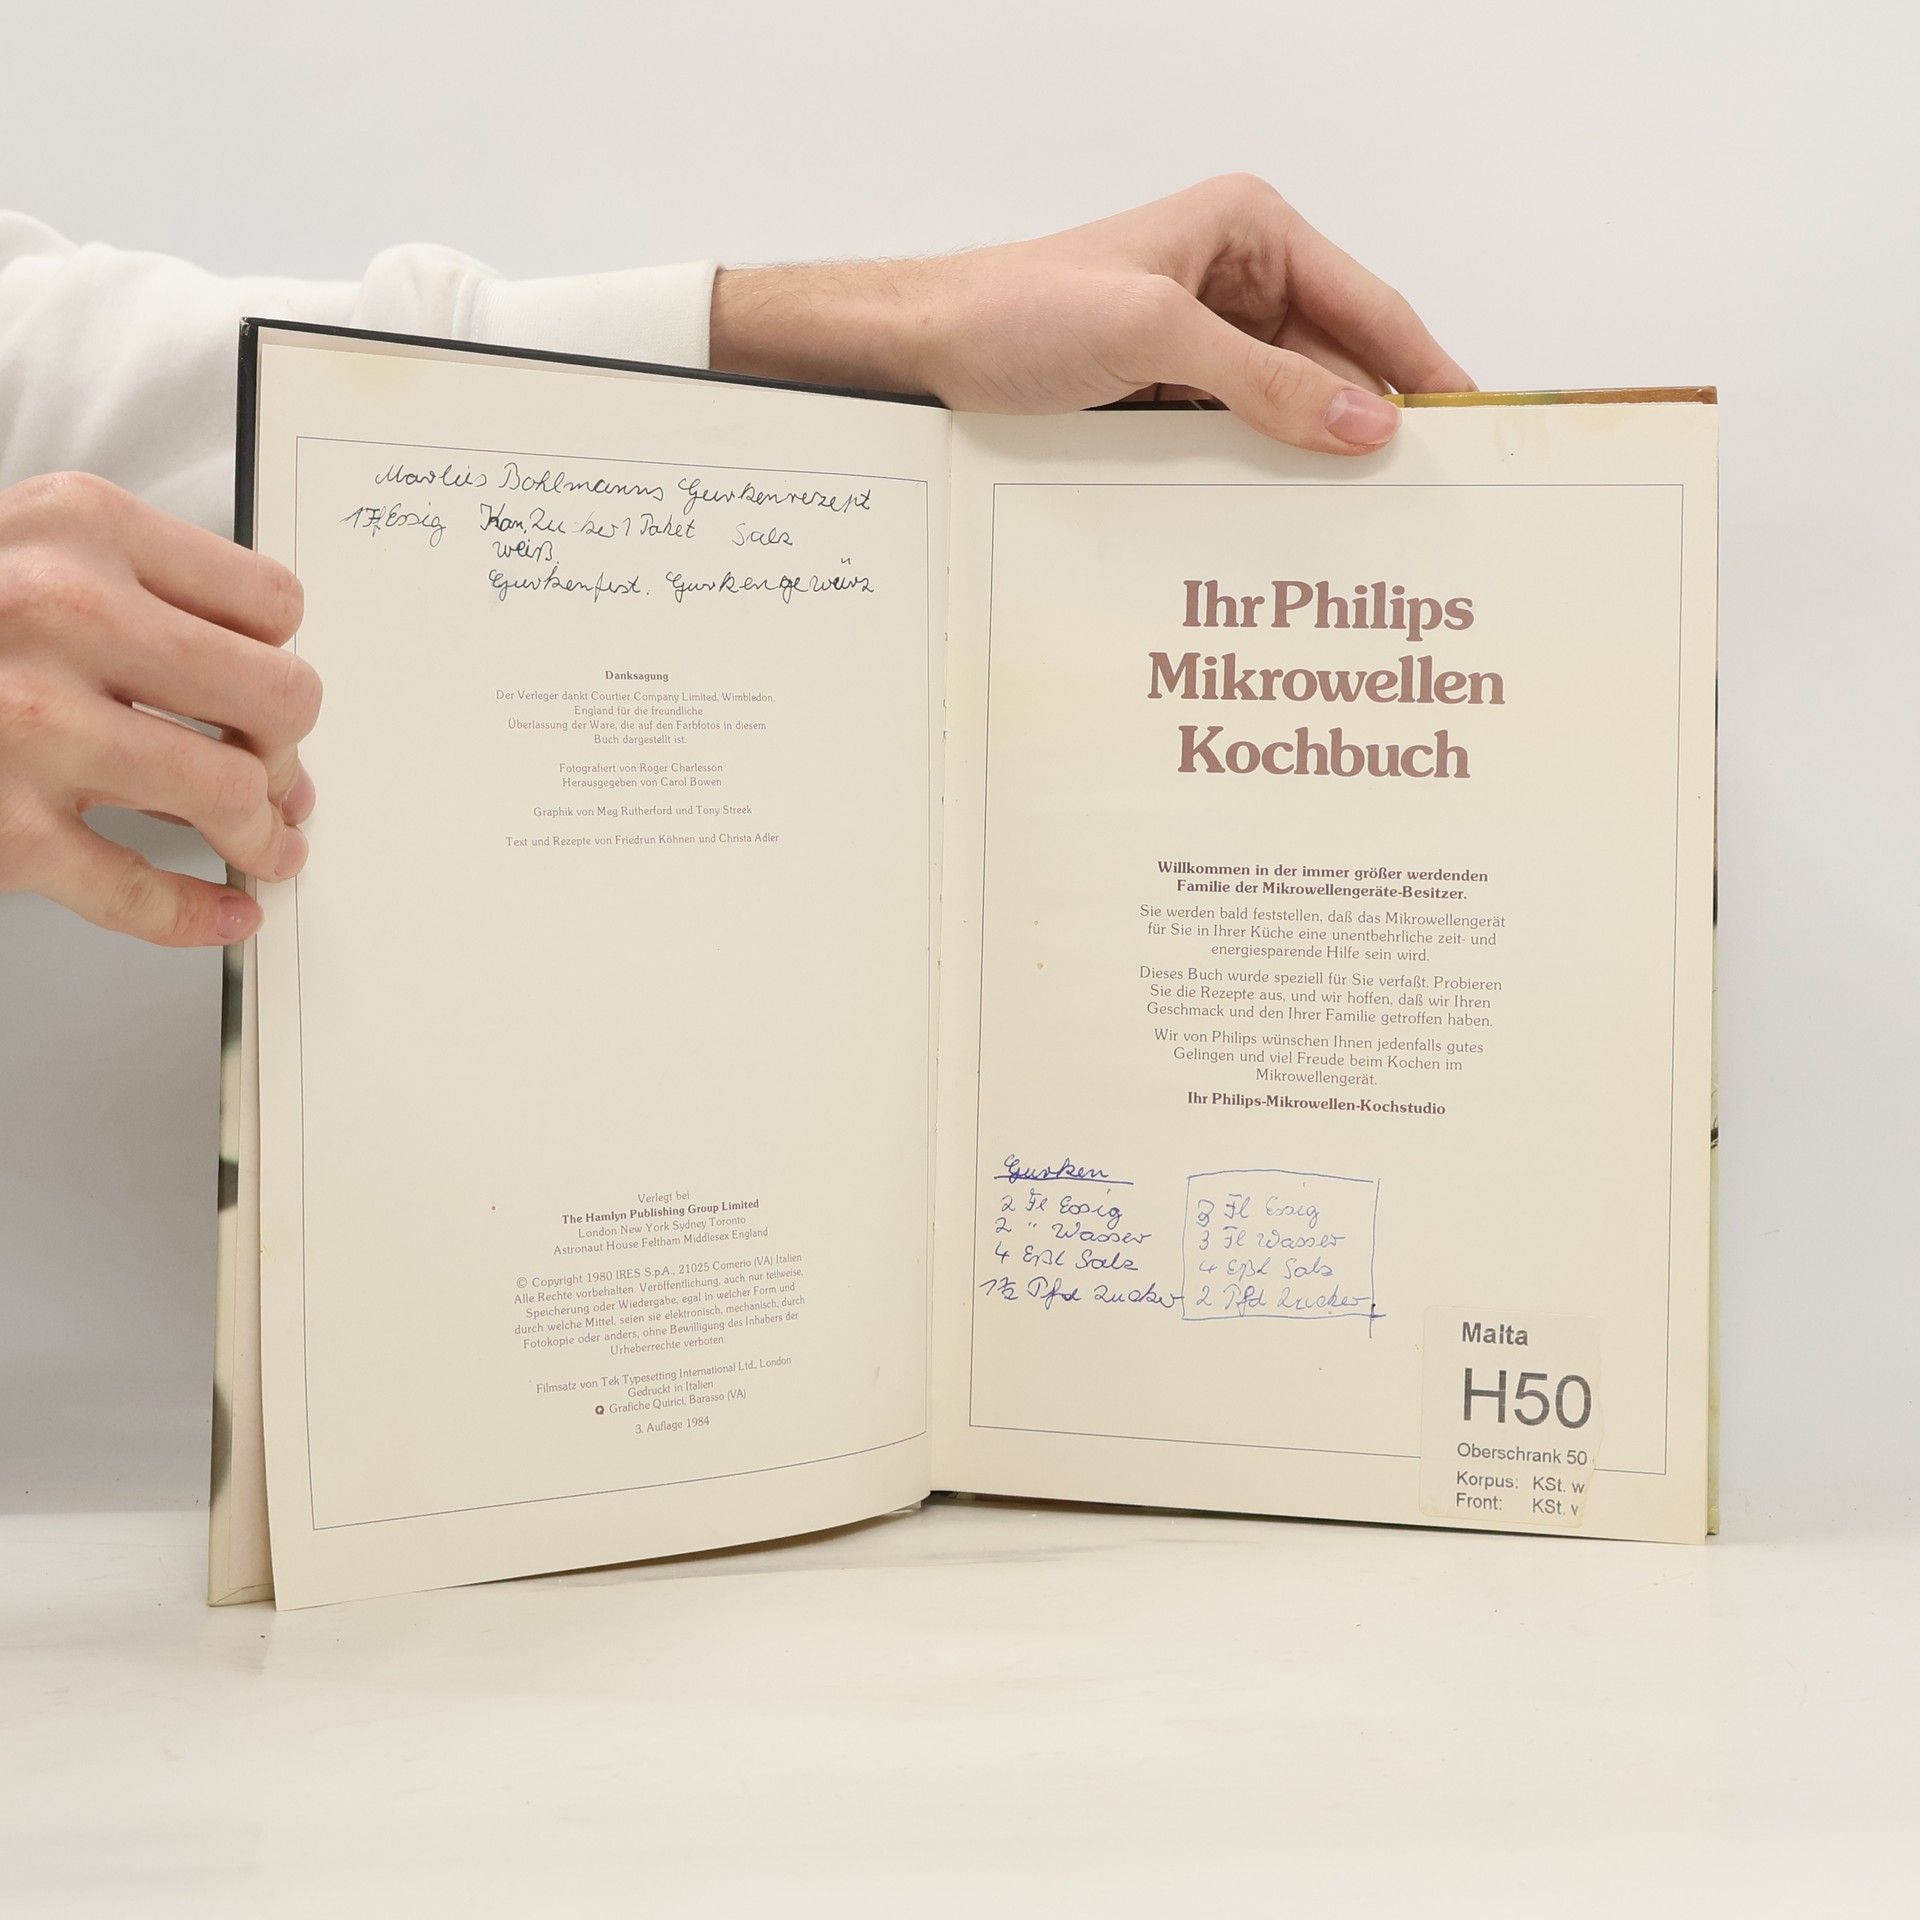 Marlies Bohlmanns Gurkenrezept
1 Fl. Essig Kan. Zucker 1 Paket Salz
weiß.
Gurkenfest. Gurkengewürz
Danksagung
Der Verleger dankt Courtier Company Limited, Wimbledon,
England für die freundliche
Überlassung der Ware, die auf den Farbfotos in diesem
Buch dargestellt ist.
Fotografiert von Roger Charlesson
Herausgegeben von Carol Bowen
Graphik von Meg Rutherford und Tony Streek
Text und Rezepte von Friedrun Köhnen und Christa Adler
Verlegt bei
The Hamlyn Publishing Group Limited
London New York Sydney Toronto
Astronaut House Feltham Middlesex England
© Copyright 1980 IRES S.p.A., 21025 Comerio (VA) Italien
Alle Rechte vorbehalten. Veröffentlichung, auch nur teilweise,
Speicherung oder Wiedergabe, egal in welcher Form und
durch welche Mittel, seien sie elektronisch, mechanisch, durch
Fotokopie oder anders, ohne Bewilligung des Inhabers der
Urheberrechte verboten.
Filmsatz von Tek Typesetting International Ltd., London
Gedruckt in Italien
Q Grafiche Quirici, Barasso (VA)
3. Auflage 1984
Ihr Philips
Mikrowellen
Kochbuch
Willkommen in der immer größer werdenden
Familie der Mikrowellengeräte-Besitzer.
Sie werden bald feststellen, daß das Mikrowellengerät
für Sie in Ihrer Küche eine unentbehrliche zeit- und
energiesparende Hilfe sein wird.
Dieses Buch wurde speziell für Sie verfaßt. Probieren
Sie die Rezepte aus, und wir hoffen, daß wir Ihren
Geschmack und den Ihrer Familie getroffen haben.
Wir von Philips wünschen Ihnen jedenfalls gutes
Gelingen und viel Freude beim Kochen im
Mikrowellengerät.
Ihr Philips-Mikrowellen-Kochstudio
Gurken
2 Fl Essig
2 " Wasser
4 Eßl Salz
1½ Pfd Zucker
3 Fl Essig
3 Fl Wasser
4 Eßl Salz
2 Pfd Zucker.
Malta
H50
Oberschrank 50
Korpus: KSt. w
Front: KSt. v